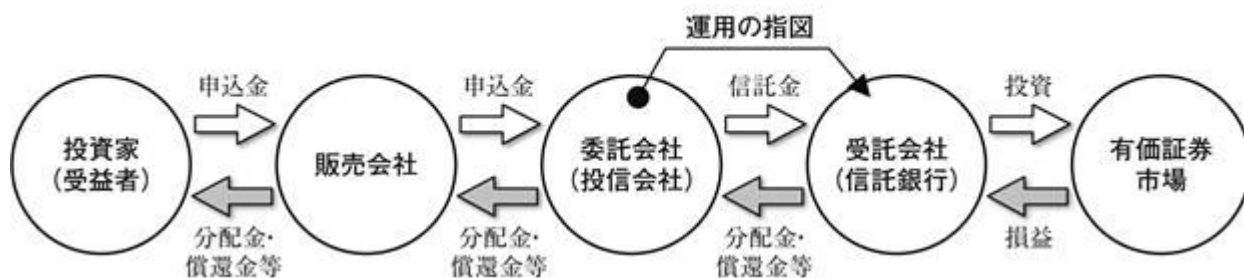 運用の指図
申込金
申込金
信託金
投資
投資家
（受益者）
販売会社
委託会社
（投信会社）
受託会社
（信託銀行）
有価証券
市場
分配金・
償還金等
分配金・
償還金等
分配金・
償還金等
損益